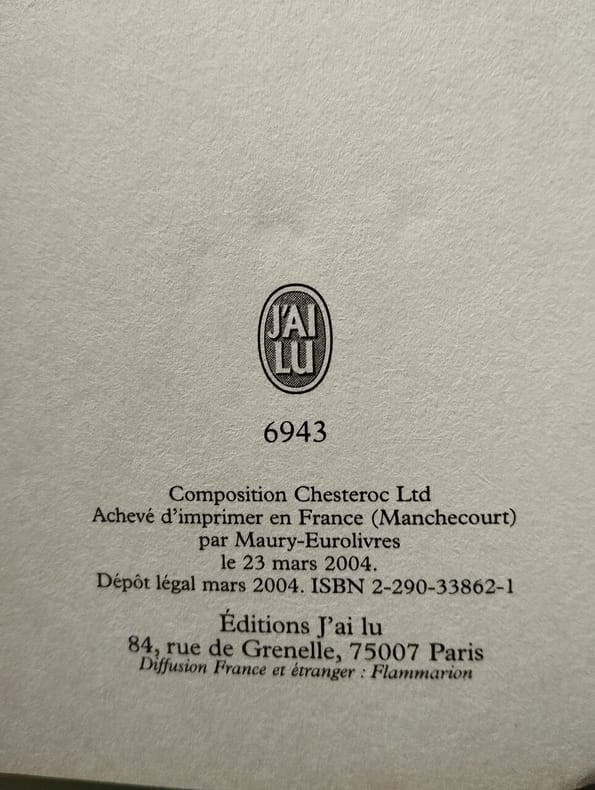 J'AI
LU
6943
Composition Chesteroc Ltd
Achevé d'imprimer en France (Manchecourt)
par Maury-Eurolivres
le 23 mars 2004.
Dépôt légal mars 2004. ISBN 2-290-33862-1
Éditions J'ai lu
84, rue de Grenelle, 75007 Paris
Diffusion France et étranger : Flammarion